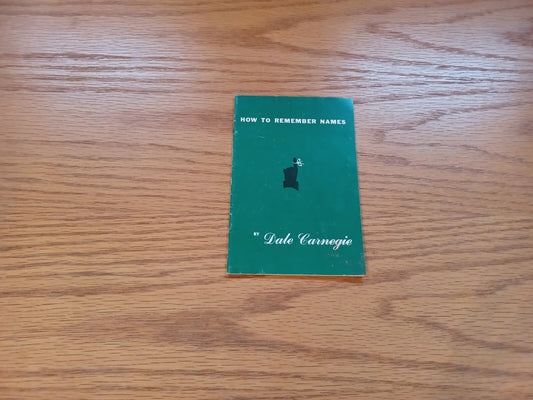 HOW TO REMEMBER NAMES
BY Dale Carnegie